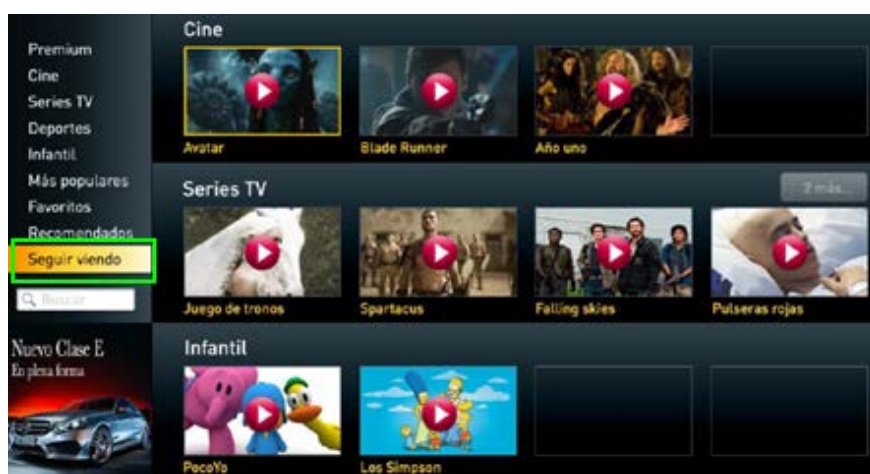 Premium
Cine
Series TV
Deportes
Infantil
Más populares
Favoritos
Recomendados
Seguir viendo
Buscar
Nuevo Clase E
En plena forma
Cine
Avatar
Blade Runner
Año uno
Series TV
2 más...
Juego de tronos
Spartacus
Falling skies
Pulseras rojas
Infantil
PocoYo
Los Simpson